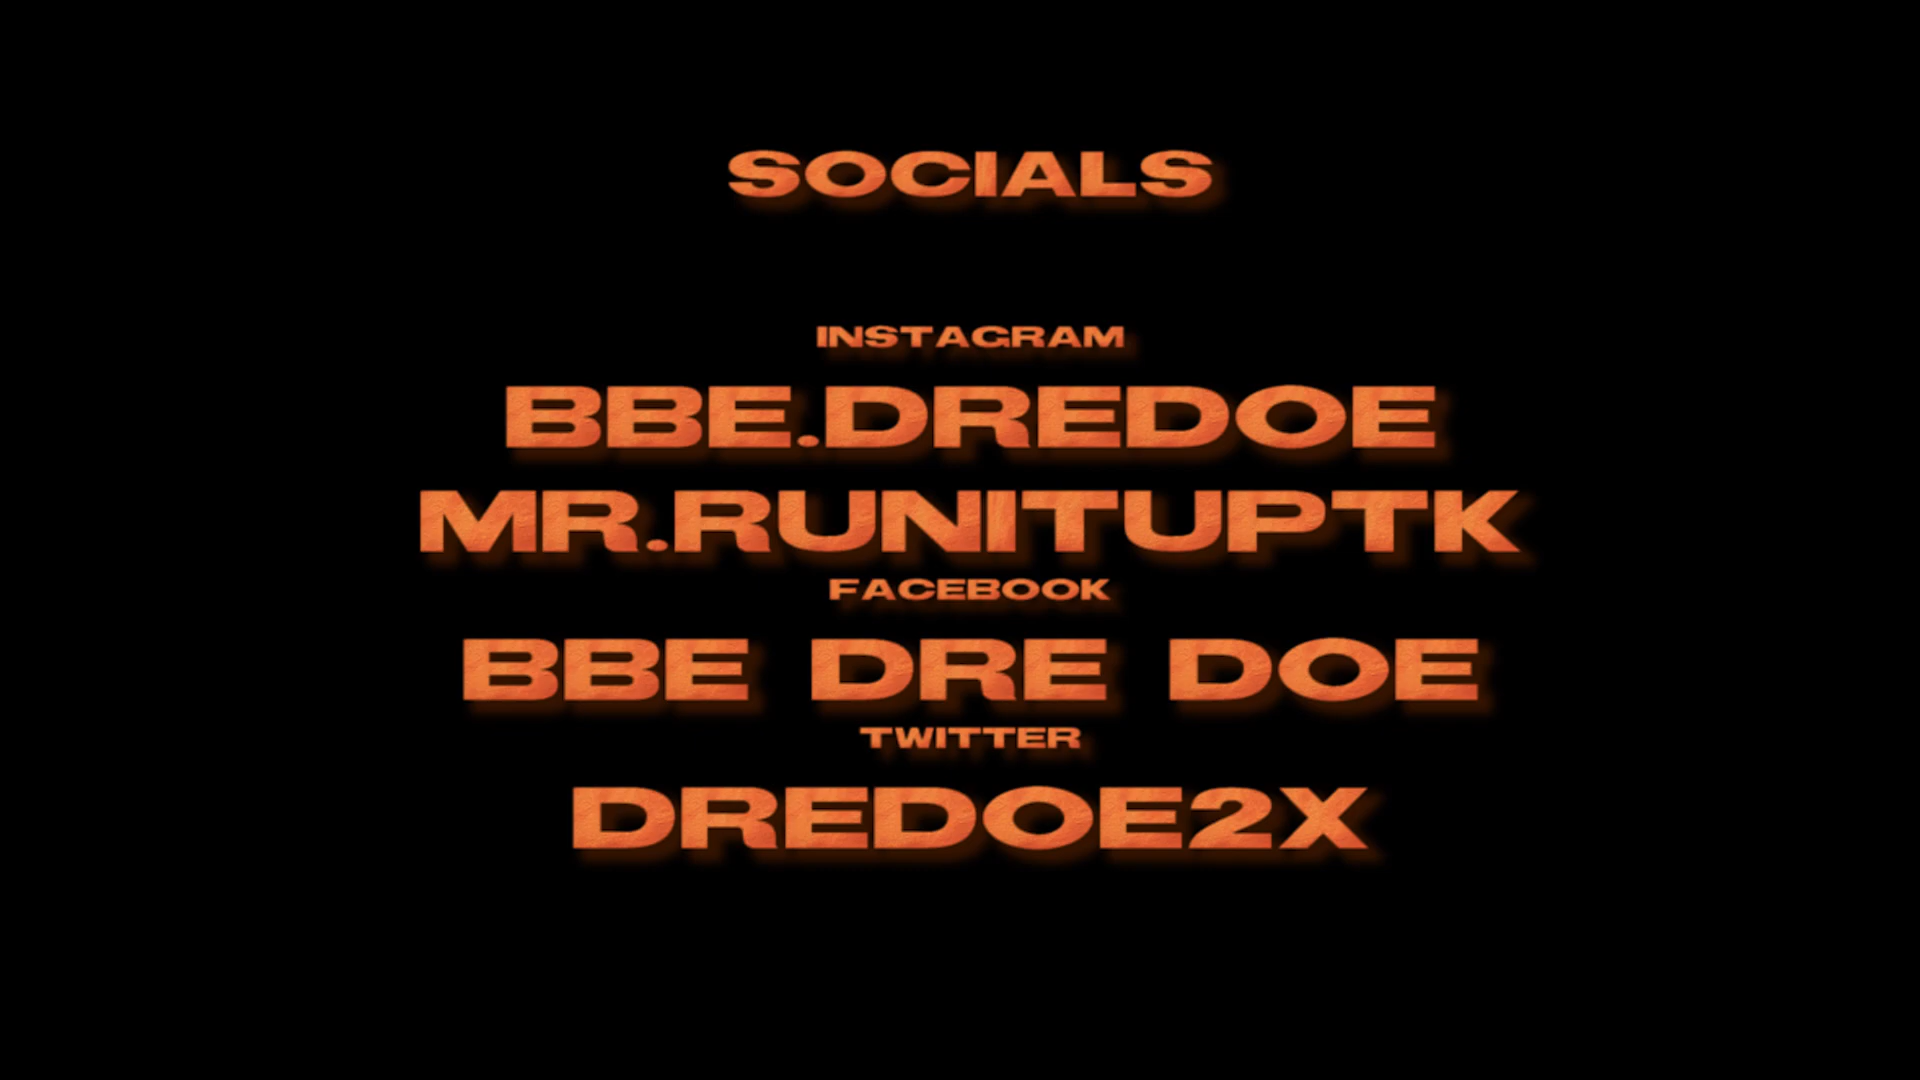 SOCIALS
INSTAGRAM
BBE.DREDOE
MR.RUNITUPTK
FACEBOOK
BBE DRE DOE
TWITTER
DREDOE2X